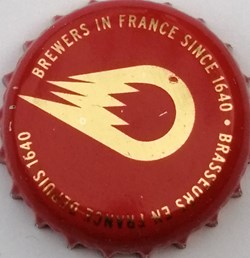 BREWERS IN FRANCE SINCE 1640 •
BRASSEURS EN FRANCE DEPUIS 1640